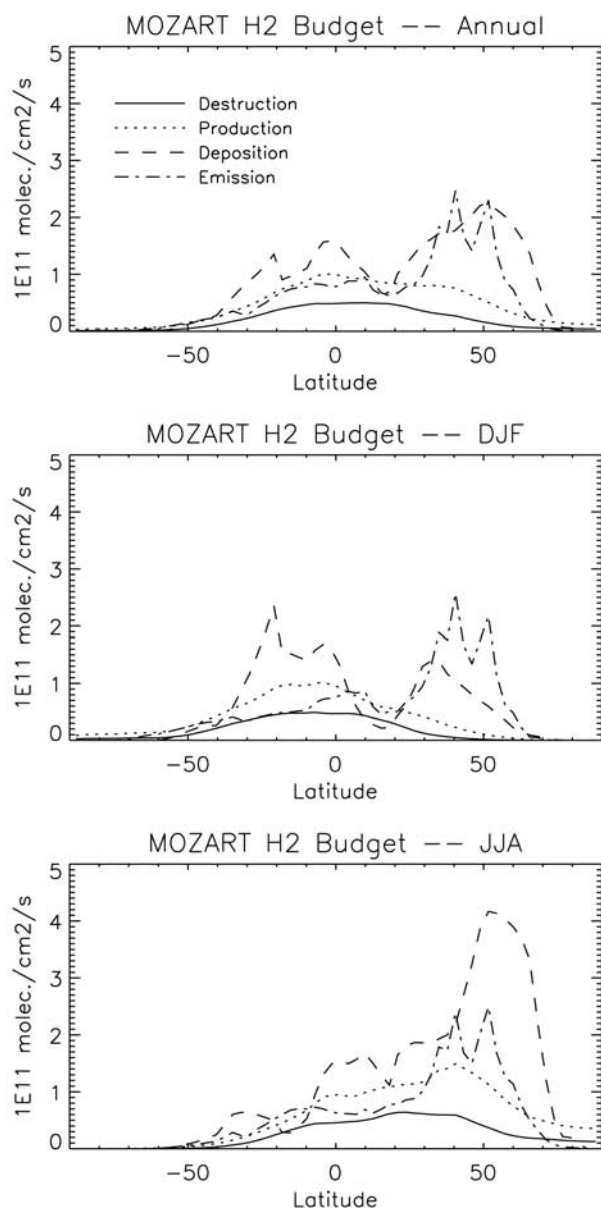 MOZART H2 Budget -- Annual
5
4
3
2
1
0
1E11 molec./cm2/s
Destruction
Production
Deposition
Emission
-50 0 50
Latitude
MOZART H2 Budget -- DJF
5
4
3
2
1
0
1E11 molec./cm2/s
-50 0 50
Latitude
MOZART H2 Budget -- JJA
5
4
3
2
1
0
1E11 molec./cm2/s
-50 0 50
Latitude